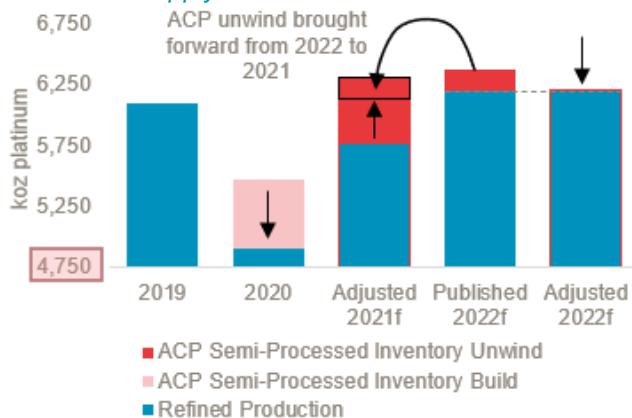 ACP unwind brought
forward from 2022 to
2021
koz platinum
6,750
6,250
5,750
5,250
4,750
2019
2020
Adjusted
2021f
Published
2022f
Adjusted
2022f
ACP Semi-Processed Inventory Unwind
ACP Semi-Processed Inventory Build
Refined Production